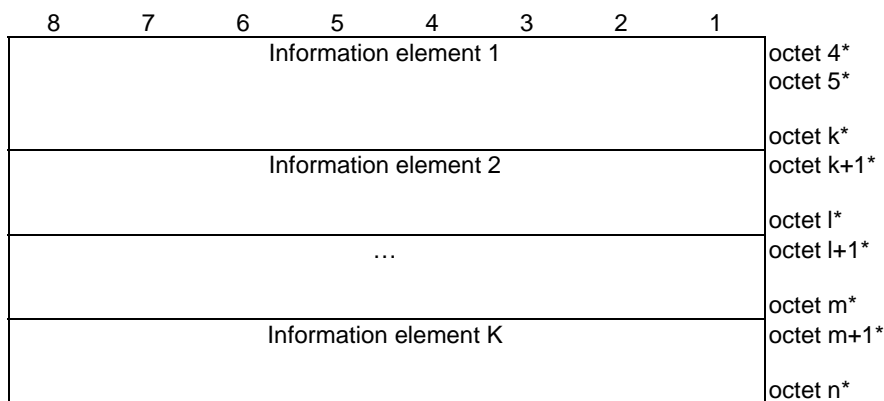 8 7 6 5 4 3 2 1
Information element 1 octet 4*
octet 5*
octet k*
Information element 2 octet k+1*
octet l*
… octet l+1*
octet m*
Information element K octet m+1*
octet n*